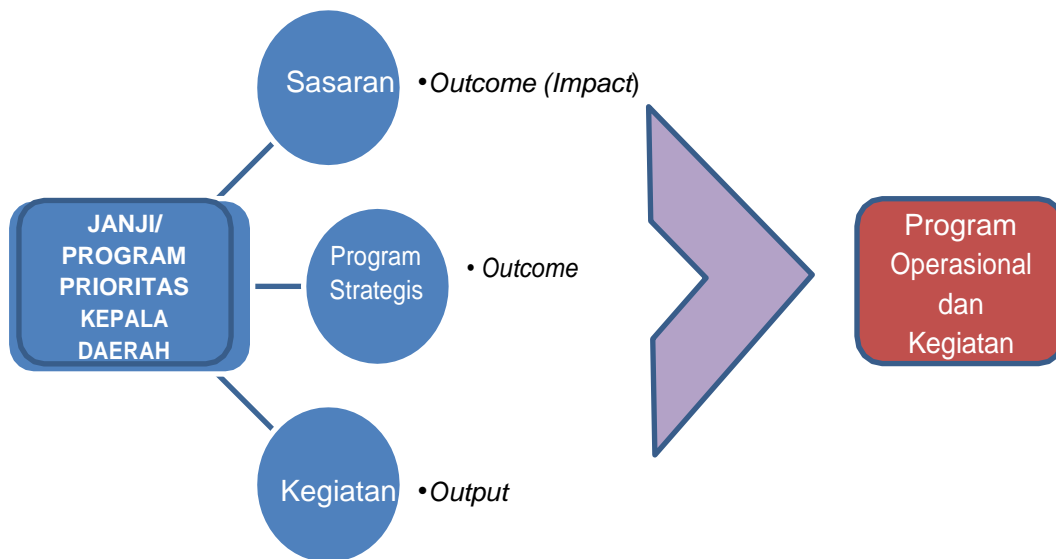 Sasaran
•Outcome (Impact)
JANJI/
PROGRAM
PRIORITAS
KEPALA
DAERAH
Program
Strategis
• Outcome
Kegiatan
•Output
Program
Operasional
dan
Kegiatan